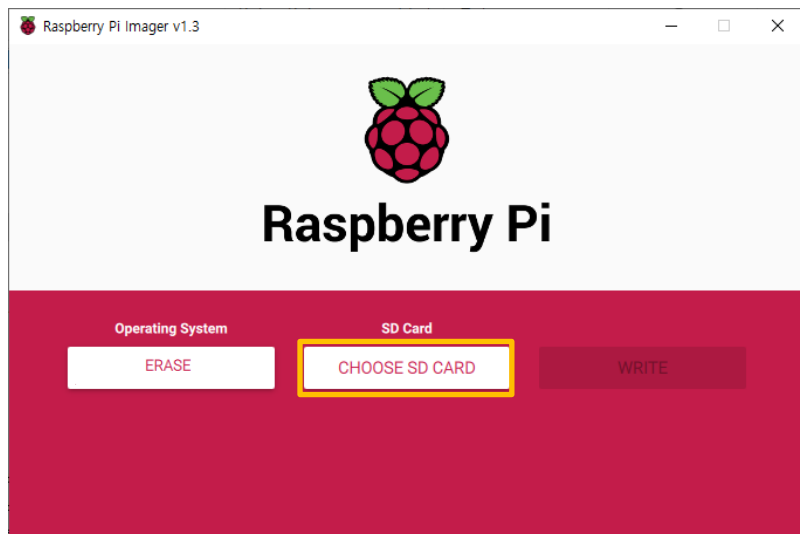 Raspberry Pi Imager v1.3
Raspberry Pi
Operating System
SD Card
ERASE
CHOOSE SD CARD
WRITE